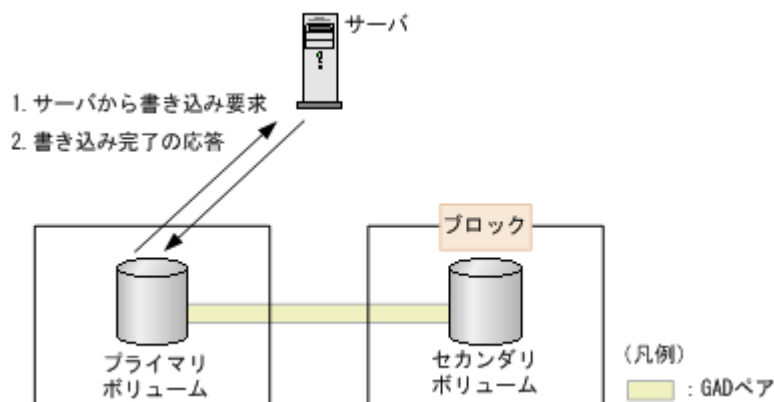 サーバ
1. サーバから書き込み要求
2. 書き込み完了の応答
ブロック
プライマリ
ボリューム
セカンダリ
ボリューム
(凡例)
: GADペア